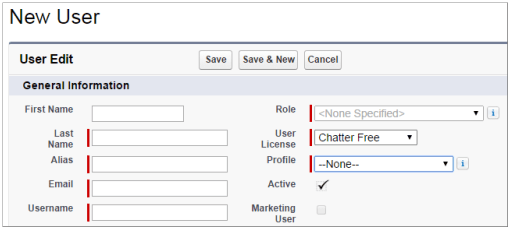 New User
User Edit Save Save & New Cancel
General Information
First Name Role <None Specified>
Last Name User License Chatter Free
Alias Profile --None--
Email Active
Username Marketing User